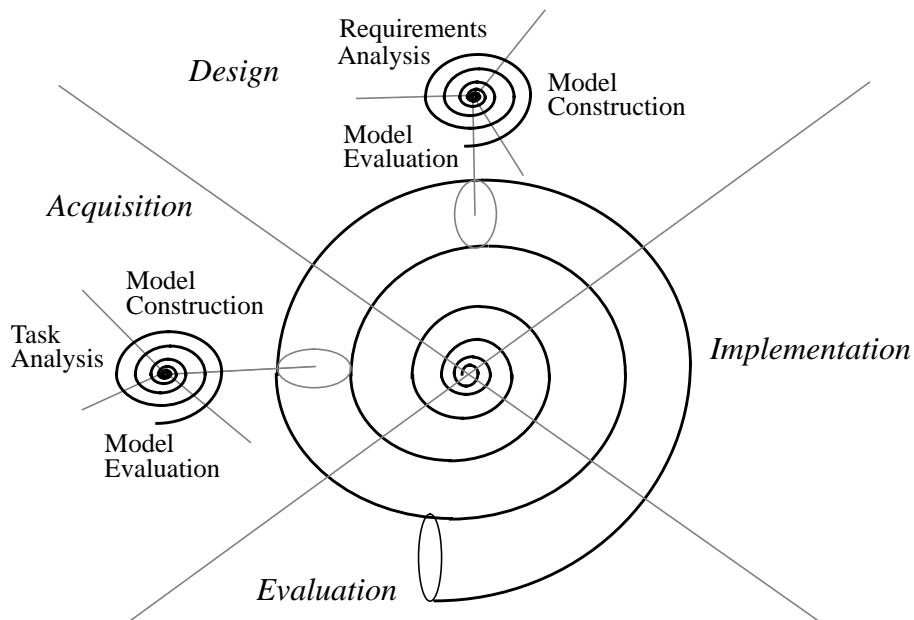 Requirements
Analysis
Design
Model
Construction
Model
Evaluation
Acquisition
Model
Construction
Task
Analysis
Implementation
Model
Evaluation
Evaluation